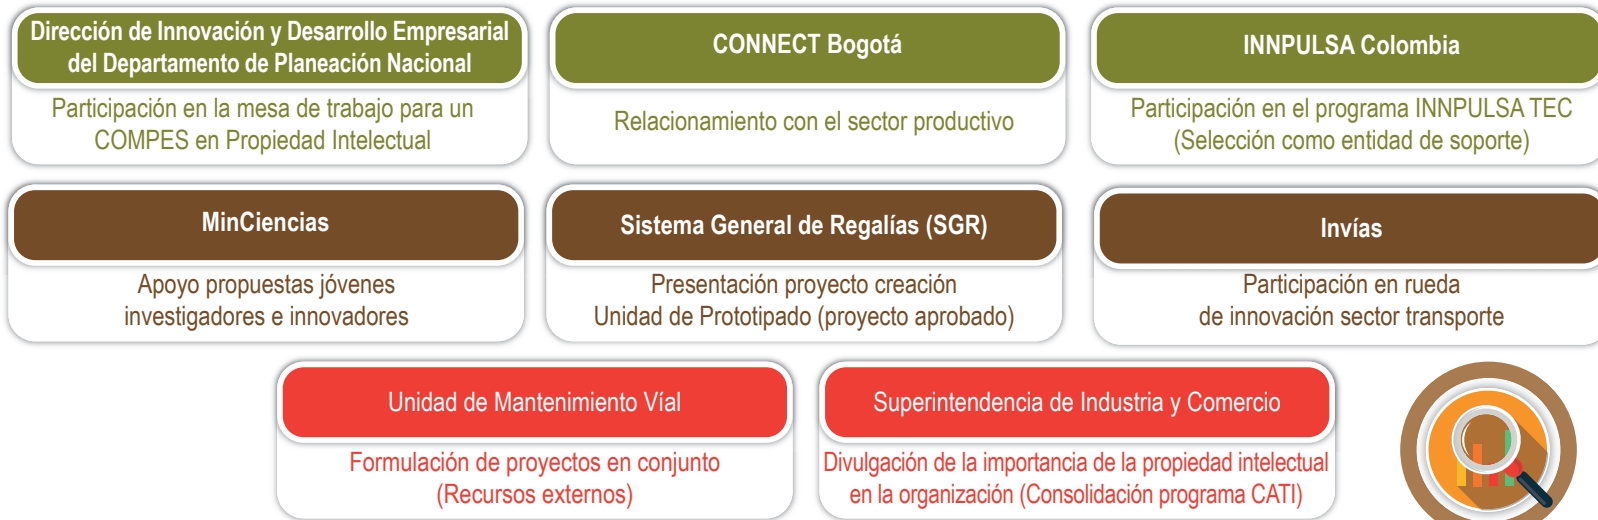 Dirección de Innovación y Desarrollo Empresarial
del Departamento de Planeación Nacional
Participación en la mesa de trabajo para un
COMPES en Propiedad Intelectual
CONNECT Bogotá
Relacionamiento con el sector productivo
INNPULSA Colombia
Participación en el programa INNPULSA TEC
(Selección como entidad de soporte)
MinCiencias
Apoyo propuestas jóvenes
investigadores e innovadores
Sistema General de Regalías (SGR)
Presentación proyecto creación
Unidad de Prototipado (proyecto aprobado)
Invías
Participación en rueda
de innovación sector transporte
Unidad de Mantenimiento Víal
Formulación de proyectos en conjunto
(Recursos externos)
Superintendencia de Industria y Comercio
Divulgación de la importancia de la propiedad intelectual
en la organización (Consolidación programa CATI)